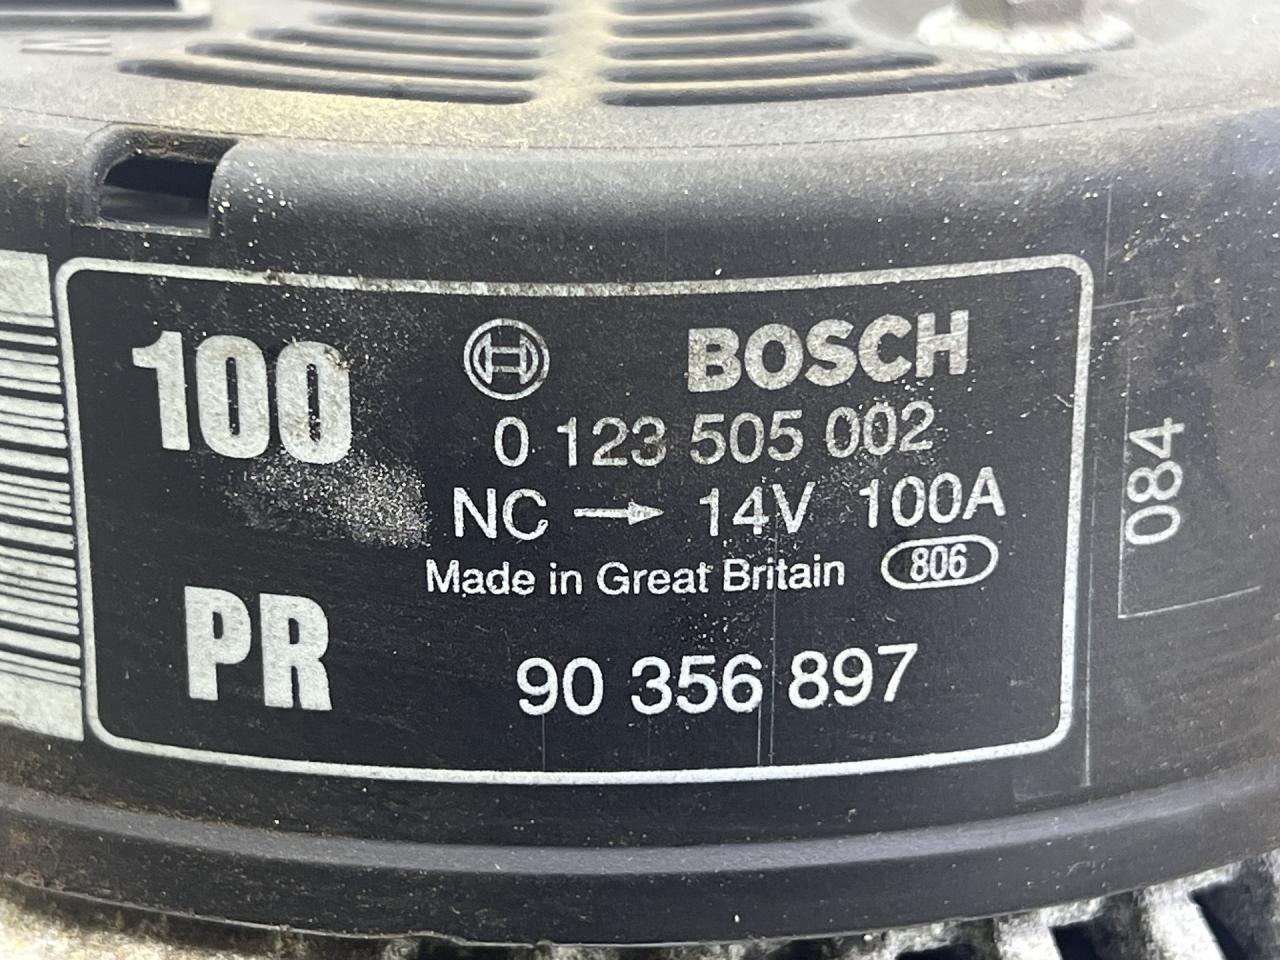 100
BOSCH
0 123 505 002
NC → 14V 100A
Made in Great Britain 806
PR
90 356 897
084